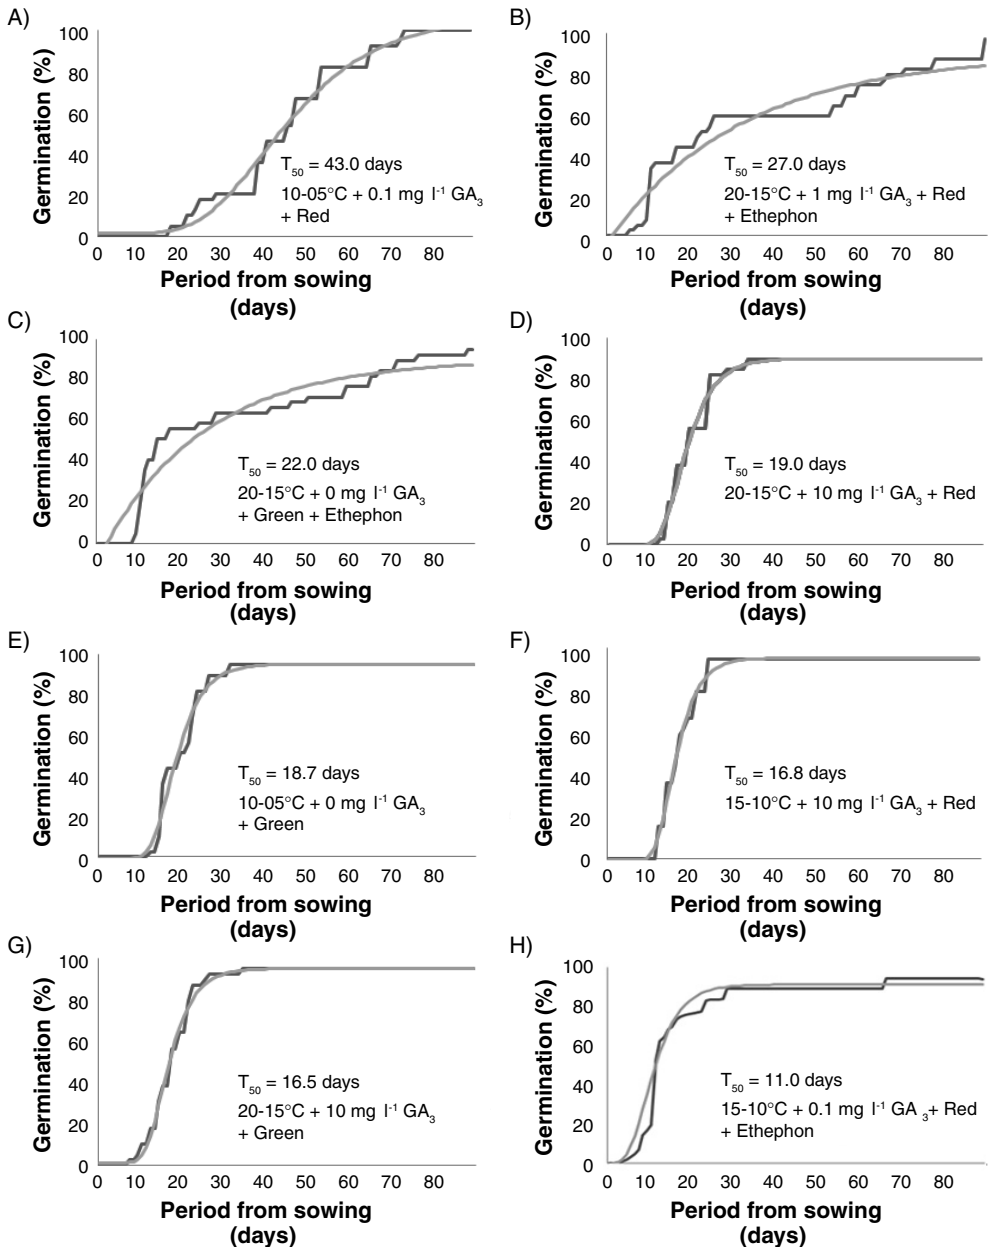 A)
Germination (%)
100
80
60
40
20
0
0 10 20 30 40 50 60 70 80
T50 = 43.0 days
10-05°C + 0.1 mg l-1 GA3
+ Red
Period from sowing
(days)
B)
Germination (%)
100
80
60
40
20
0
0 10 20 30 40 50 60 70 80
T50 = 27.0 days
20-15°C + 1 mg l-1 GA3 + Red
+ Ethephon
Period from sowing
(days)
C)
Germination (%)
100
80
60
40
20
0
0 10 20 30 40 50 60 70 80
T50 = 22.0 days
20-15°C + 0 mg l-1 GA3
+ Green + Ethephon
Period from sowing
(days)
D)
Germination (%)
100
80
60
40
20
0
0 10 20 30 40 50 60 70 80
T50 = 19.0 days
20-15°C + 10 mg l-1 GA3 + Red
Period from sowing
(days)
E)
Germination (%)
100
80
60
40
20
0
0 10 20 30 40 50 60 70 80
T50 = 18.7 days
10-05°C + 0 mg l-1 GA3
+ Green
Period from sowing
(days)
F)
Germination (%)
100
80
60
40
20
0
0 10 20 30 40 50 60 70 80
T50 = 16.8 days
15-10°C + 10 mg l-1 GA3 + Red
Period from sowing
(days)
G)
Germination (%)
100
80
60
40
20
0
0 10 20 30 40 50 60 70 80
T50 = 16.5 days
20-15°C + 10 mg l-1 GA3
+ Green
Period from sowing
(days)
H)
Germination (%)
100
80
60
40
20
0
0 10 20 30 40 50 60 70 80
T50 = 11.0 days
15-10°C + 0.1 mg l-1 GA 3+ Red
+ Ethephon
Period from sowing
(days)